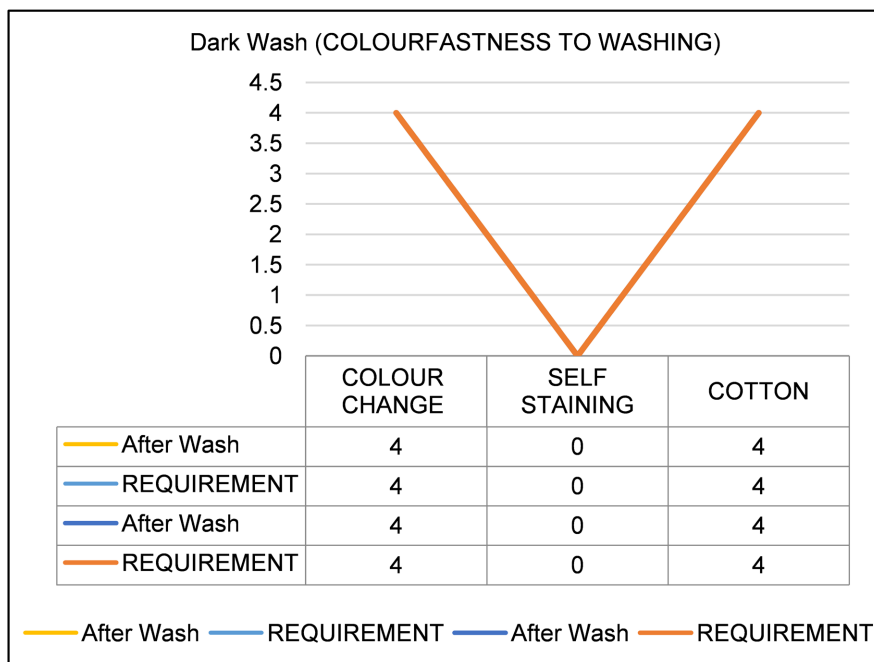 Dark Wash (COLOURFASTNESS TO WASHING)
4.5
4
3.5
3
2.5
2
1.5
1
0.5
0
COLOUR CHANGE SELF STAINING COTTON
After Wash 4 0 4
REQUIREMENT 4 0 4
After Wash 4 0 4
REQUIREMENT 4 0 4
After Wash REQUIREMENT After Wash REQUIREMENT